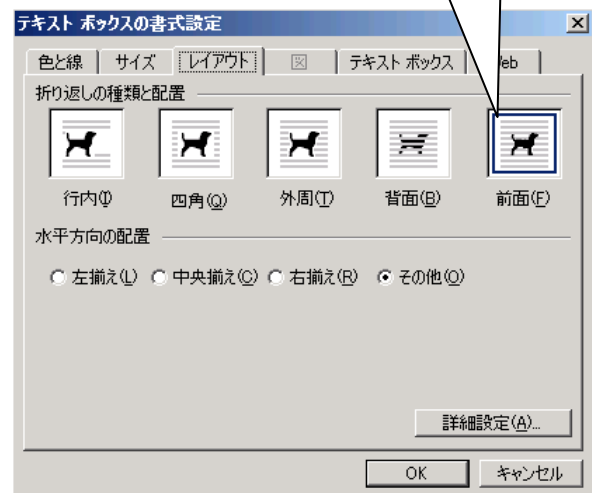 テキスト ボックスの書式設定
色と線 サイズ レイアウト 図 テキスト ボックス Web
折り返しの種類と配置
行内(I) 四角(Q) 外周(T) 背面(B) 前面(F)
水平方向の配置
左揃え(L) 中央揃え(C) 右揃え(R) その他(O)
詳細設定(A)...
OK キャンセル